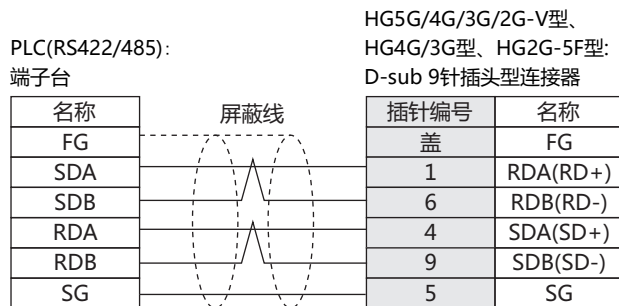 HG5G/4G/3G/2G-V型、
PLC(RS422/485)： HG4G/3G型、HG2G-5F型:
端子台 D-sub 9针插头型连接器
名称 屏蔽线 插针编号 名称
FG 盖 FG
SDA 1 RDA(RD+)
SDB 6 RDB(RD-)
RDA 4 SDA(SD+)
RDB 9 SDB(SD-)
SG 5 SG